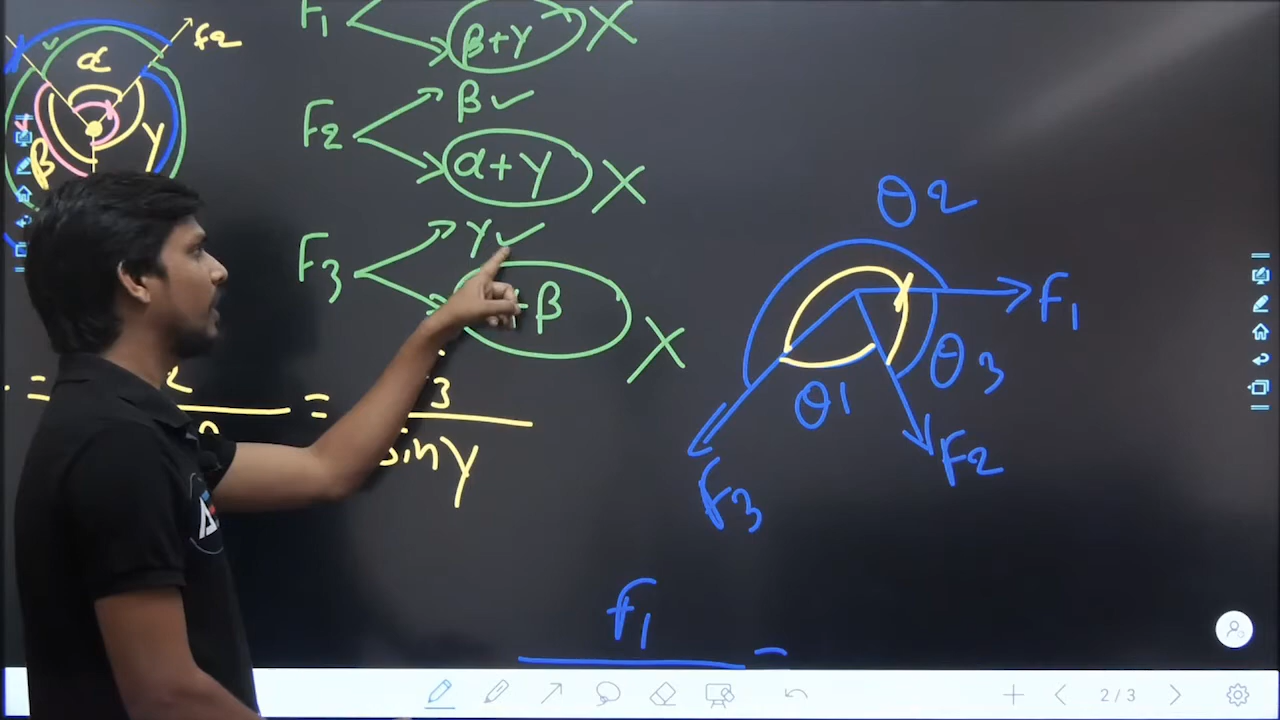 F1
β+γ X
α
F2
β
γ
F2
β ✓
α+γ X
F3
γ ✓
β X
= =
sinγ
3
θ2
F1
θ3
θ1
F2
F3
F1 =
2/3